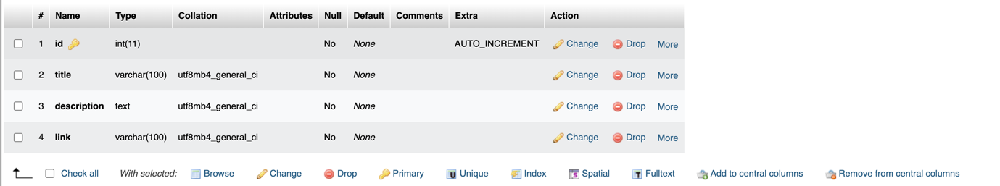 # Name Type Collation Attributes Null Default Comments Extra Action
1 id int(11) No None AUTO_INCREMENT Change Drop More
2 title varchar(100) utf8mb4_general_ci No None Change Drop More
3 description text utf8mb4_general_ci No None Change Drop More
4 link varchar(100) utf8mb4_general_ci No None Change Drop More
Check all With selected: Browse Change Drop Primary Unique Index Spatial Fulltext Add to central columns Remove from central columns